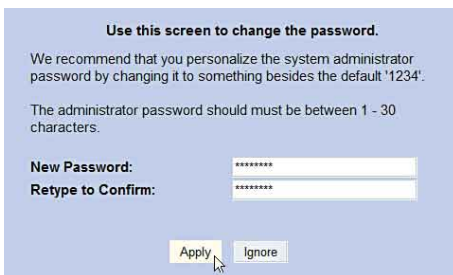 Use this screen to change the password.
We recommend that you personalize the system administrator
password by changing it to something besides the default '1234'.
The administrator password should must be between 1 - 30
characters.
New Password: ********
Retype to Confirm: ********
Apply Ignore